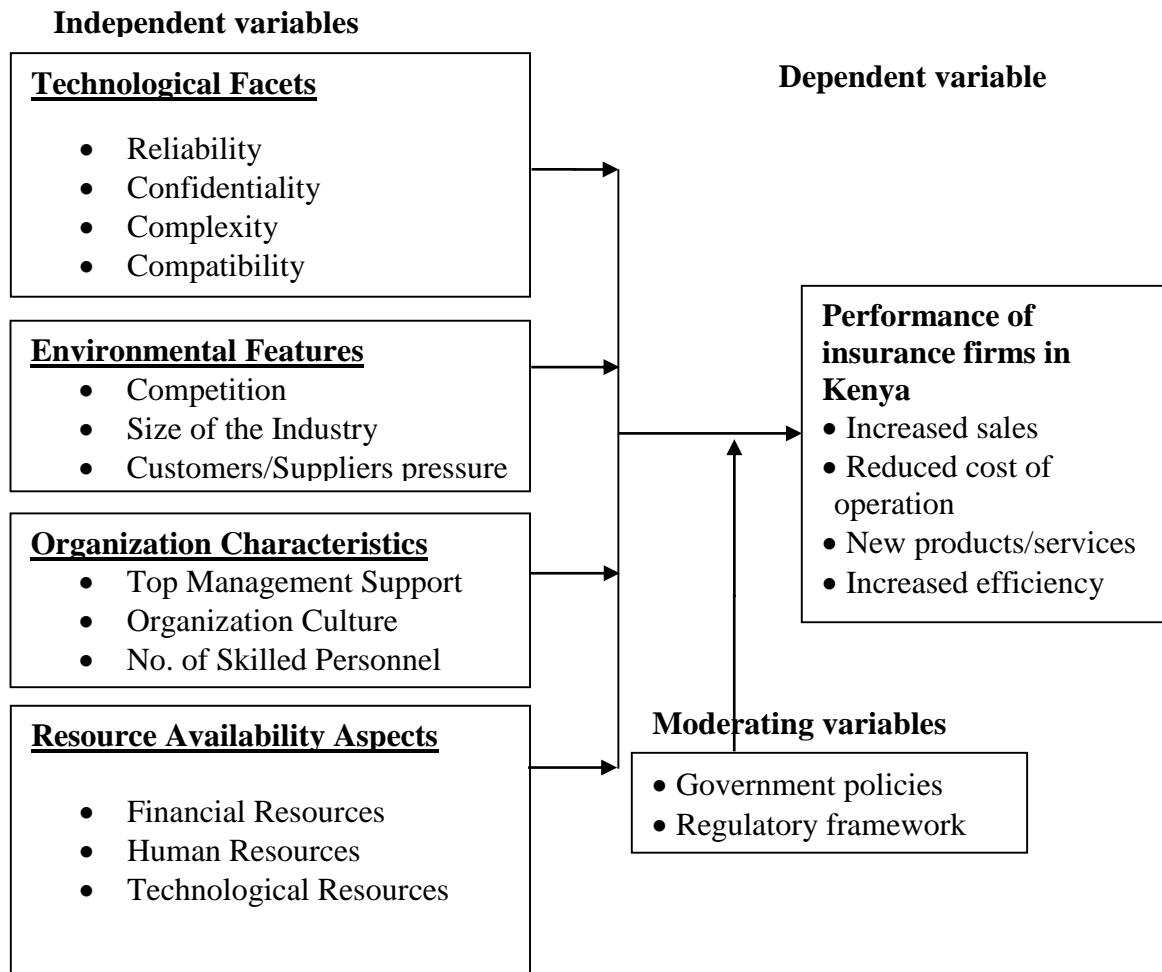 Independent variables
Technological Facets
• Reliability
• Confidentiality
• Complexity
• Compatibility
Environmental Features
• Competition
• Size of the Industry
• Customers/Suppliers pressure
Organization Characteristics
• Top Management Support
• Organization Culture
• No. of Skilled Personnel
Resource Availability Aspects
• Financial Resources
• Human Resources
• Technological Resources
Dependent variable
Performance of
insurance firms in
Kenya
• Increased sales
• Reduced cost of
operation
• New products/services
• Increased efficiency
Moderating variables
• Government policies
• Regulatory framework